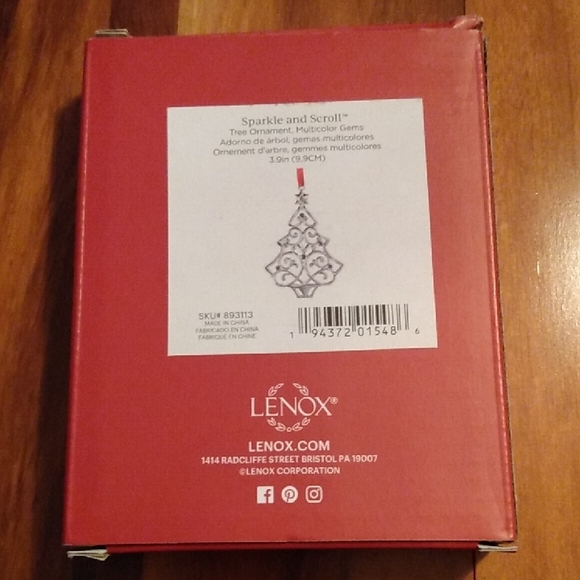 Sparkle and Scroll™
Tree Ornament, Multicolor Gems
Adorno de árbol, gemas multicolores
Ornement d'arbre, gemmes multicolores
3.9in (9.9CM)
SKU# 893113
MADE IN CHINA
FABRICADO EN CHINA
FABRIQUÉ EN CHINE
1 94372 01548 6
LENOX®
LENOX.COM
1414 RADCLIFFE STREET BRISTOL PA 19007
©LENOX CORPORATION